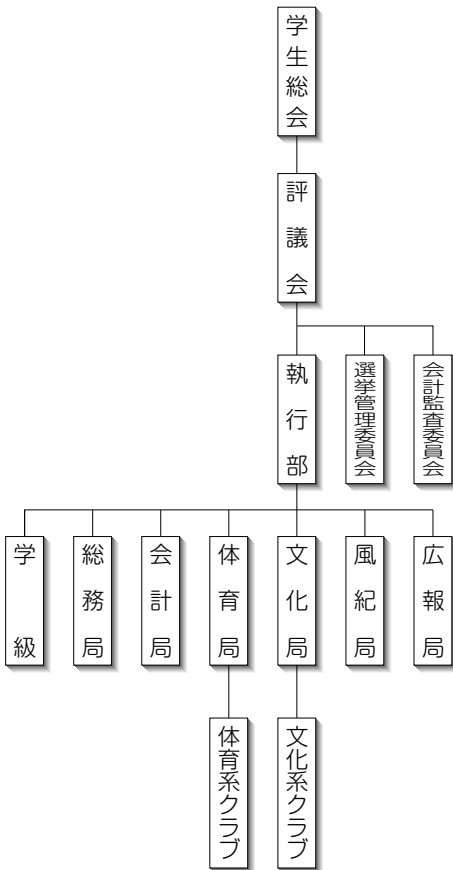 学生総会
評議会
執行部
選挙管理委員会
会計監査委員会
学級
総務局
会計局
体育局
文化局
風紀局
広報局
体育系クラブ
文化系クラブ